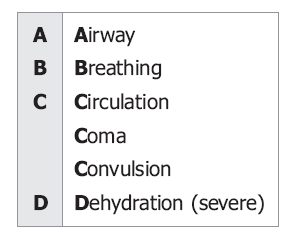 A Airway
B Breathing
C Circulation
Coma
Convulsion
D Dehydration (severe)